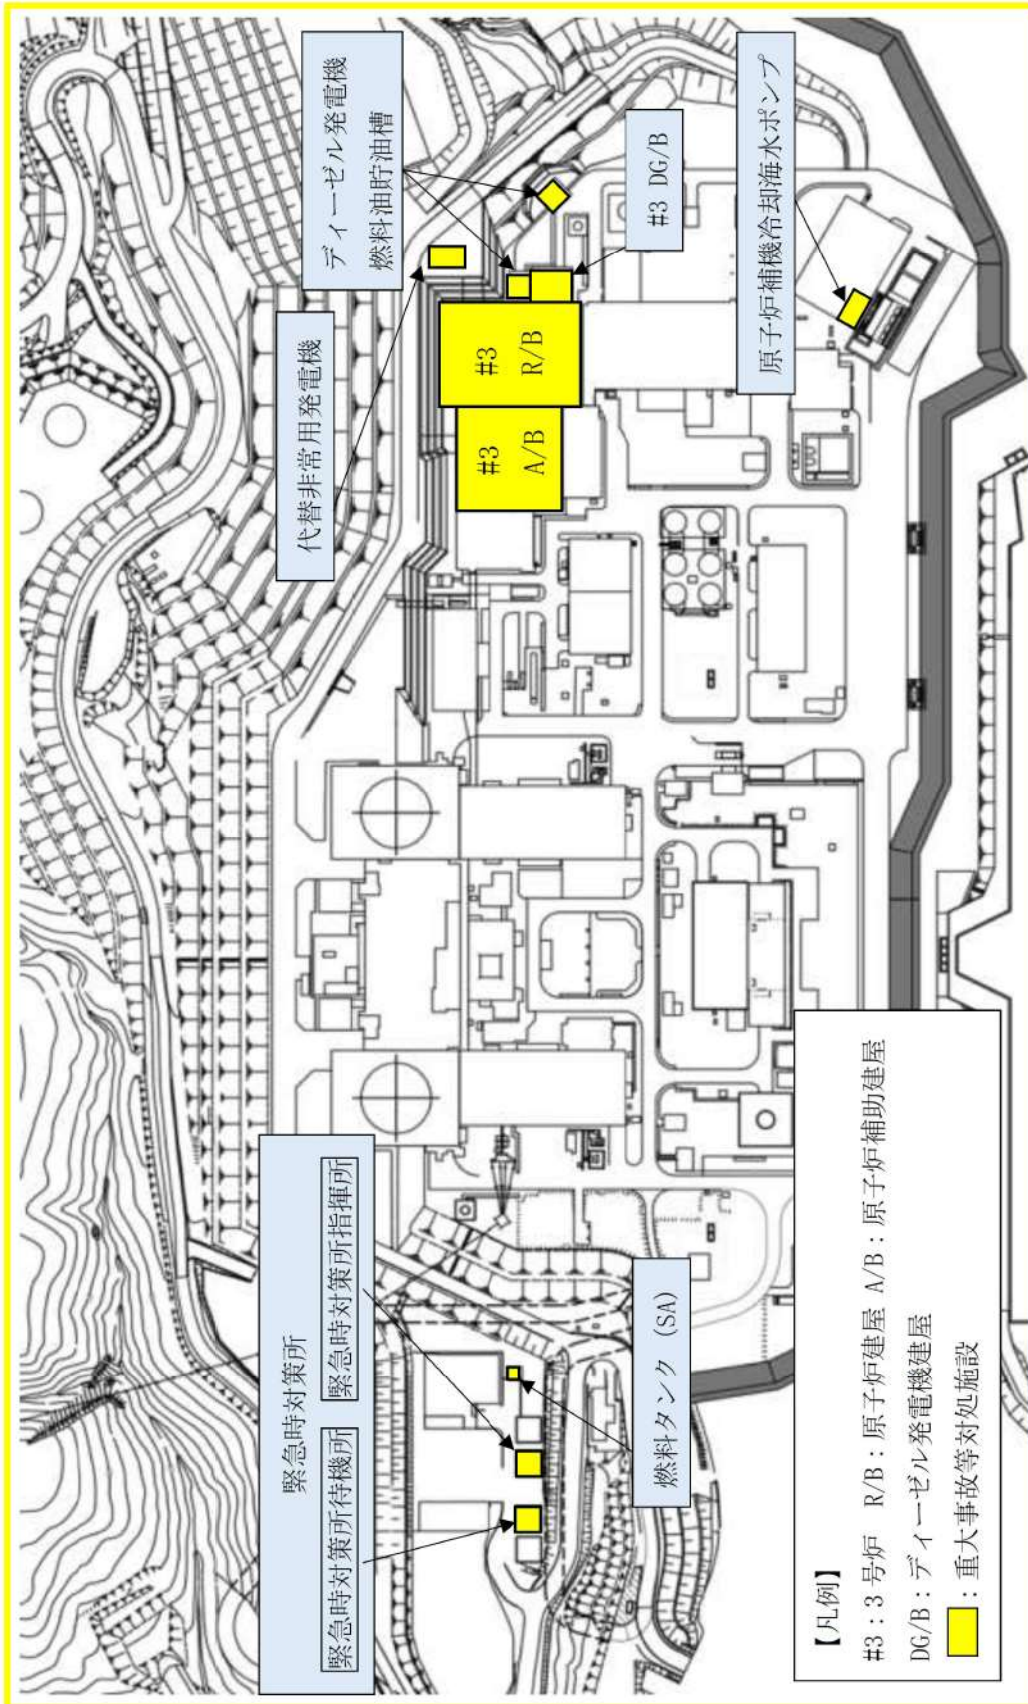 緊急時対策所
緊急時対策所待機所
緊急時対策所指揮所
代替非常用発電機
ディーゼル発電機
燃料油貯油槽
#3
A/B
#3
R/B
#3 DG/B
燃料タンク (SA)
原子炉補機冷却海水ポンプ
【凡例】
#3：3号炉 R/B：原子炉建屋 A/B：原子炉補助建屋
DG/B：ディーゼル発電機建屋
：重大事故等対処施設